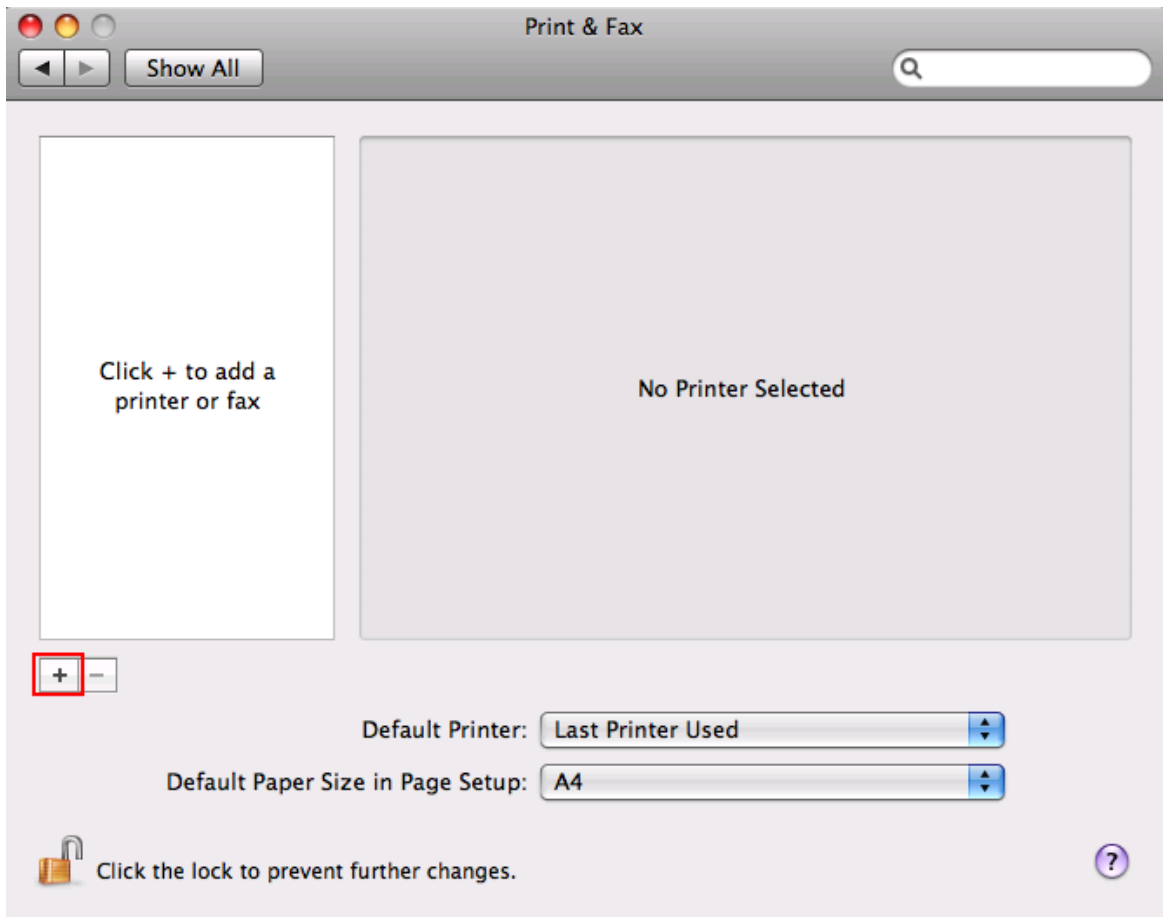 Print & Fax
Show All
Click + to add a
printer or fax
No Printer Selected
+ −
Default Printer: Last Printer Used
Default Paper Size in Page Setup: A4
Click the lock to prevent further changes.
?